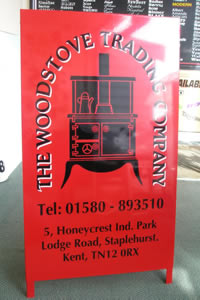 THE WOODSTOVE TRADING COMPANY
Tel: 01580 - 893510
5, Honeycrest Ind. Park
Lodge Road, Staplehurst.
Kent, TN12 0RX